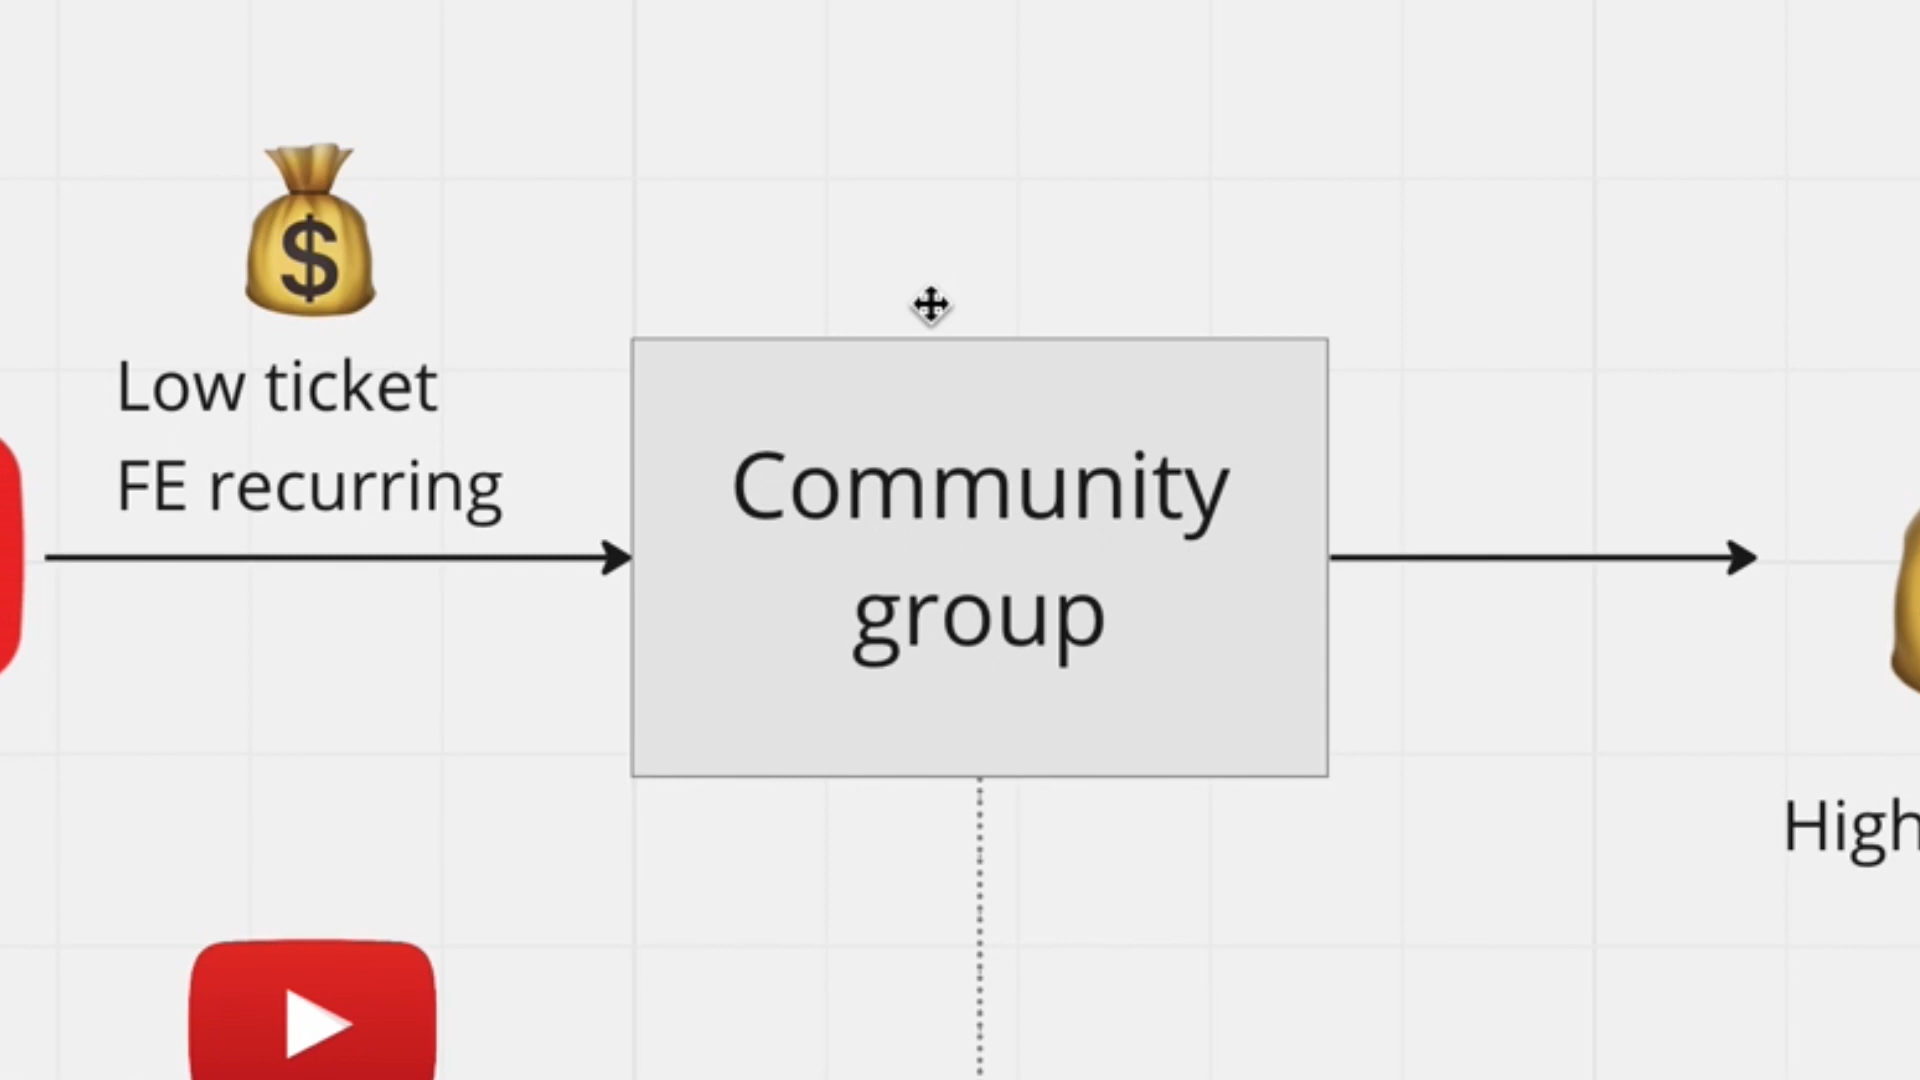 $
Low ticket
FE recurring
Community
group
High